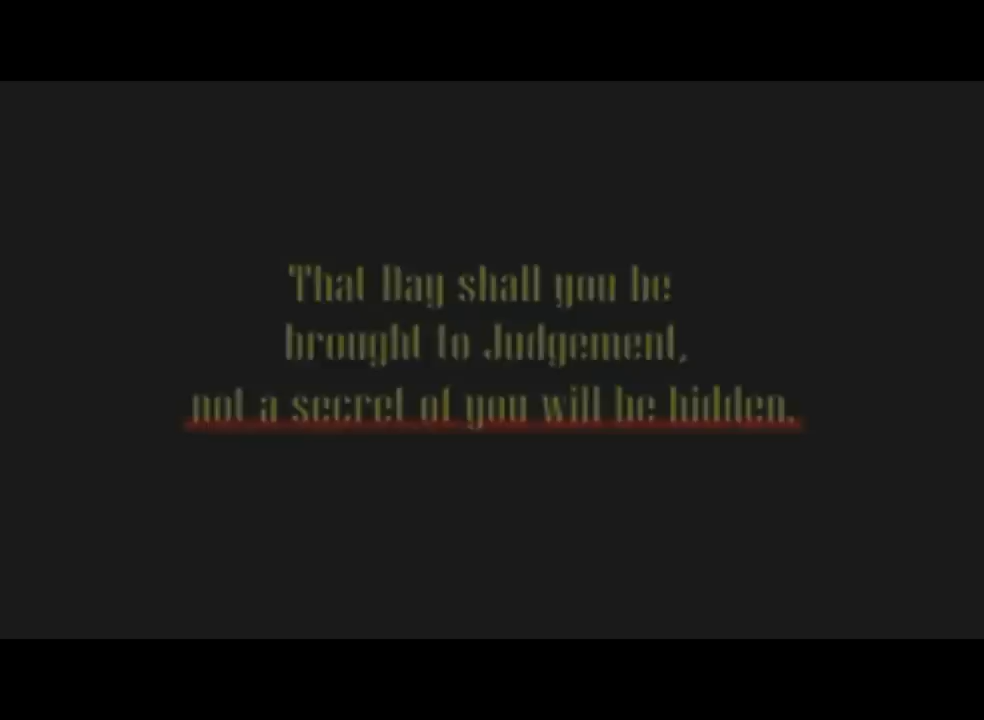 That Day shall you be
brought to Judgement,
not a secret of you will be hidden.